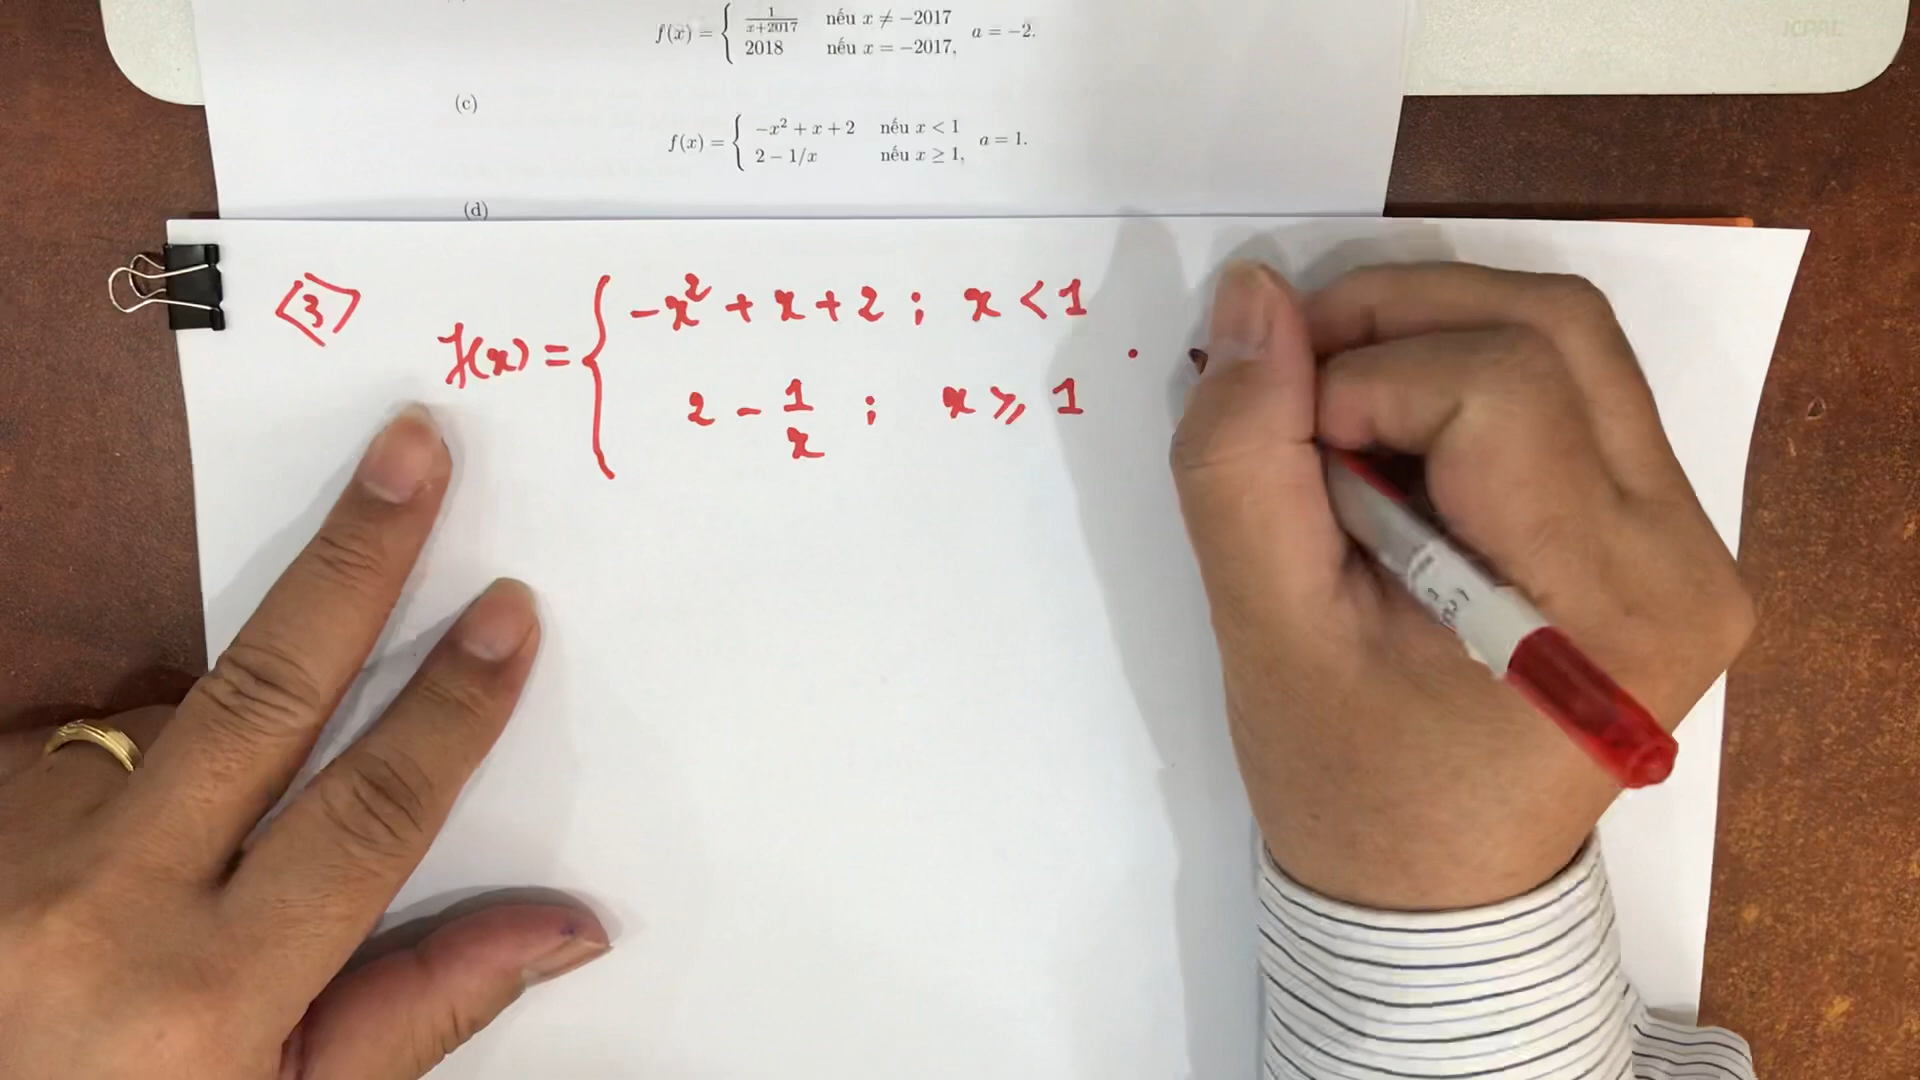 f(x) = { 1/(x+2017) nếu x ≠ −2017
2018 nếu x = −2017, a = −2.
(c)
f(x) = { −x² + x + 2 nếu x < 1
2 − 1/x nếu x ≥ 1, a = 1.
(d)
<3>
f(x) = { −x² + x + 2 ; x < 1
2 − 1/x ; x ⩾ 1